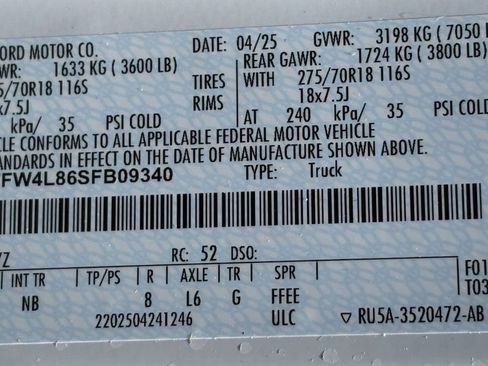 ORD MOTOR CO. DATE: 04/25 GVWR: 3198 KG (7050
WR: 1633 KG (3600 LB) REAR GAWR: 1724 KG (3800 LB)
/70R18 116S TIRES WITH 275/70R18 116S
x7.5J RIMS 18x7.5J
kPa/ 35 PSI COLD AT 240 kPa/ 35 PSI COLD
CLE CONFORMS TO ALL APPLICABLE FEDERAL MOTOR VEHICLE
DARDS IN EFFECT ON THE DATE OF MANUFACTURE SHOWN ABOVE.
FW4L86SFB09340 TYPE: Truck
RC: 52 DSO:
INT TR TP/PS R AXLE TR SPR
NB 8 L6 G FFEE
2202504241246 ULC ▽ RU5A-3520472-AB
F01
T03